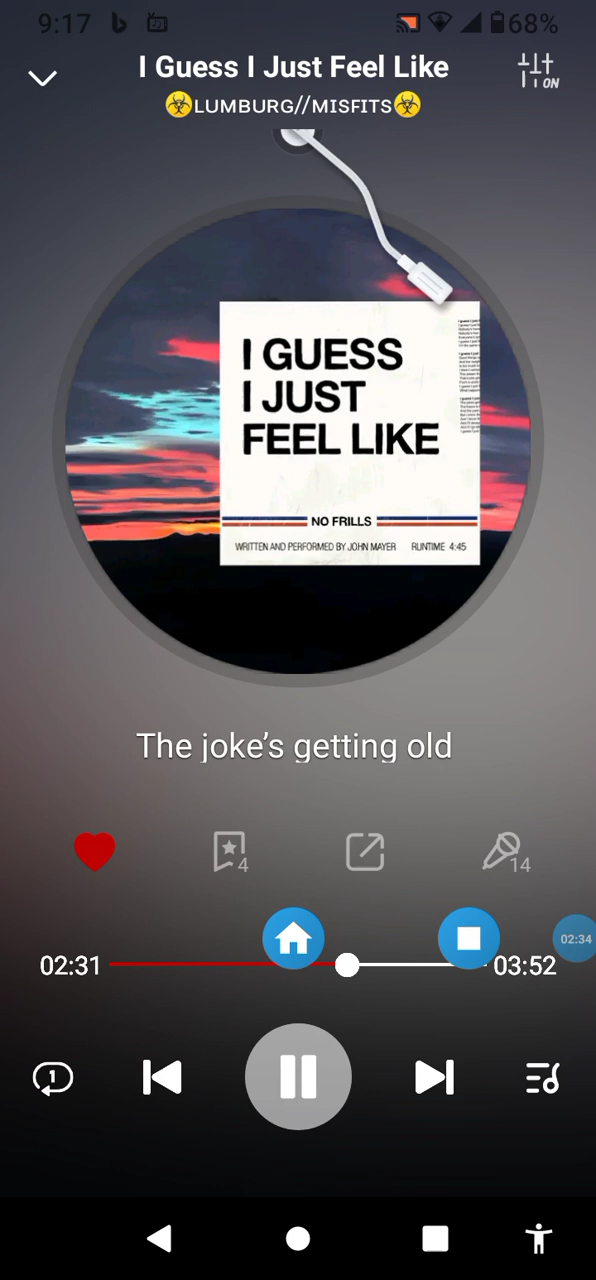 9:17
68%
I Guess I Just Feel Like
ON
☣LUMBURG//MISFITS☣
I GUESS
I JUST
FEEL LIKE
NO FRILLS
WRITTEN AND PERFORMED BY JOHN MAYER RUNTIME 4:45
The joke's getting old
4
14
02:34
02:31
03:52
1